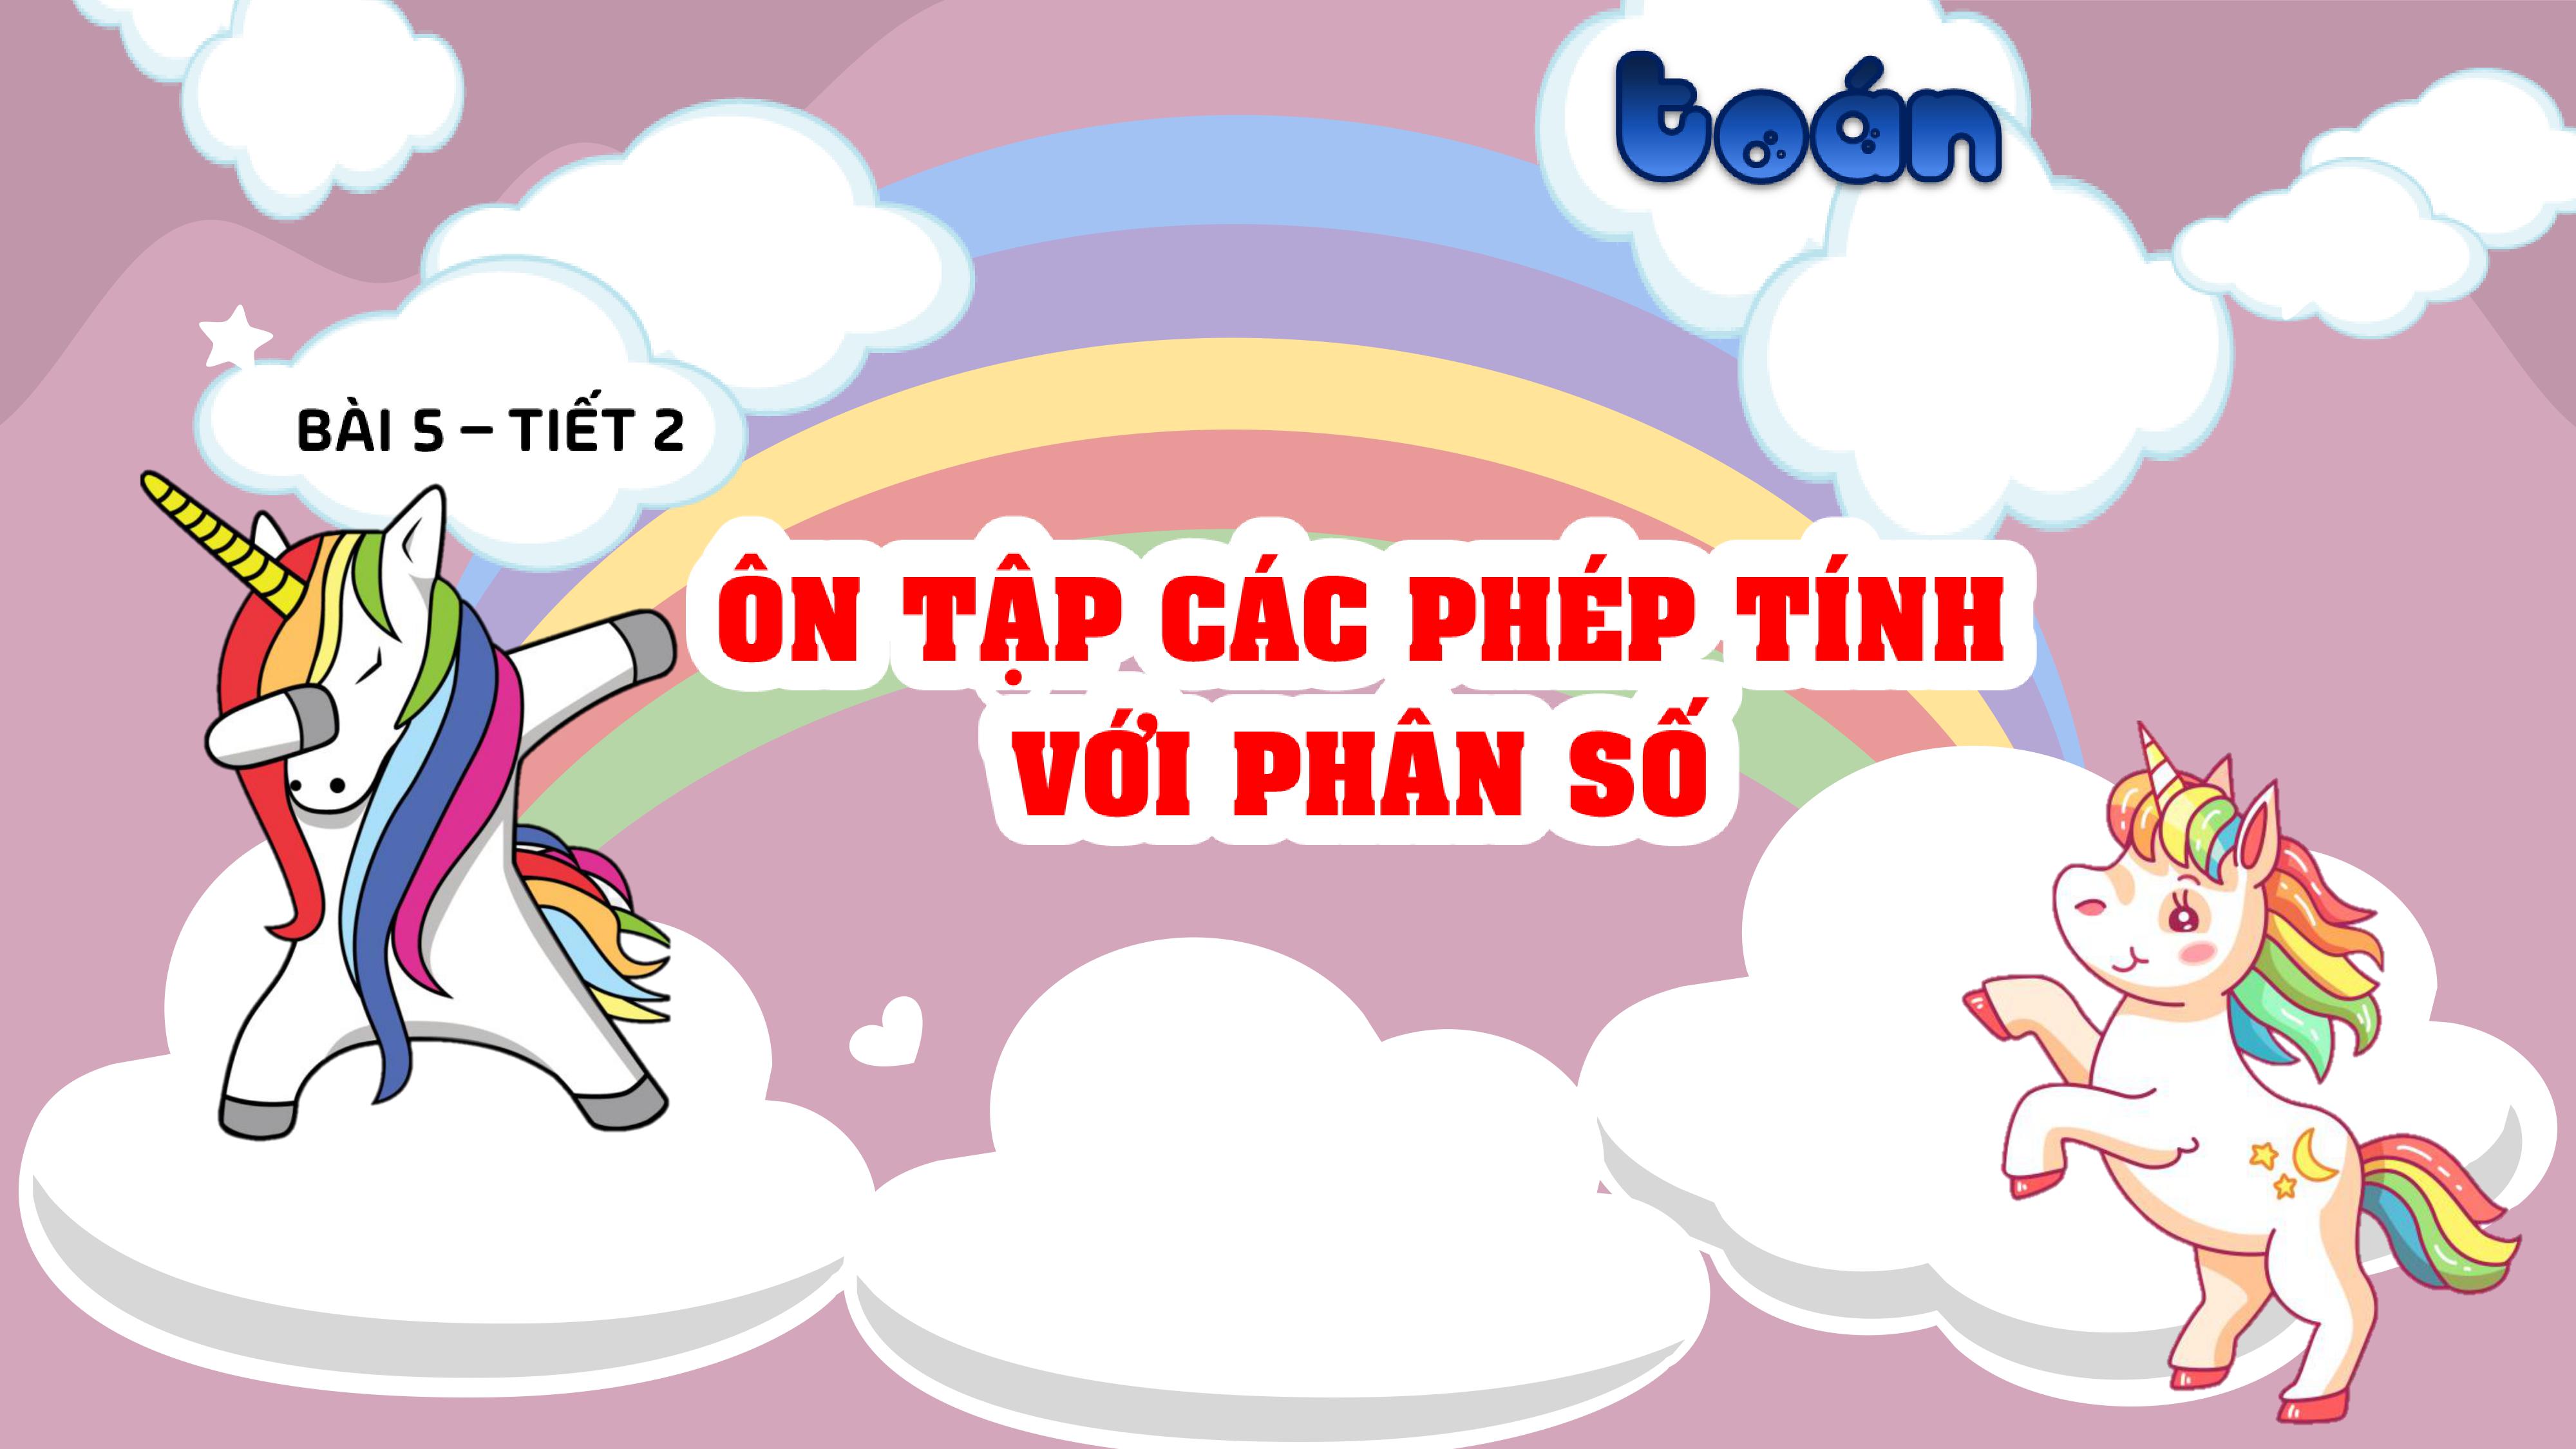 toán
BÀI 5 – TIẾT 2
ÔN TẬP CÁC PHÉP TÍNH
VỚI PHÂN SỐ